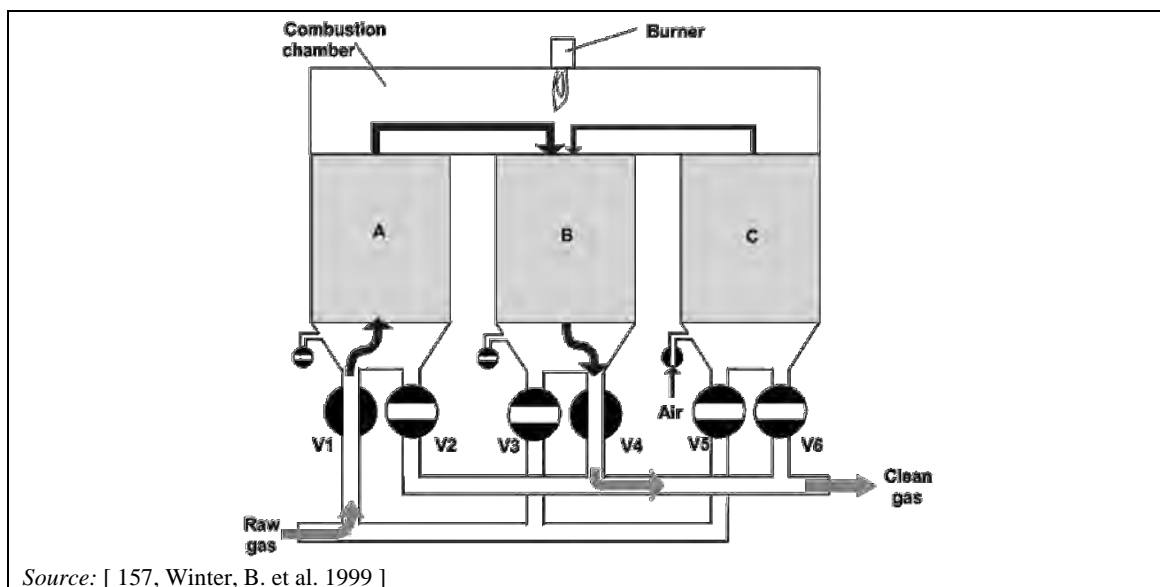 Combustion
chamber
Burner
A
B
C
Air
V1
V2
V3
V4
V5
V6
Clean
gas
Raw
gas
Source: [ 157, Winter, B. et al. 1999 ]